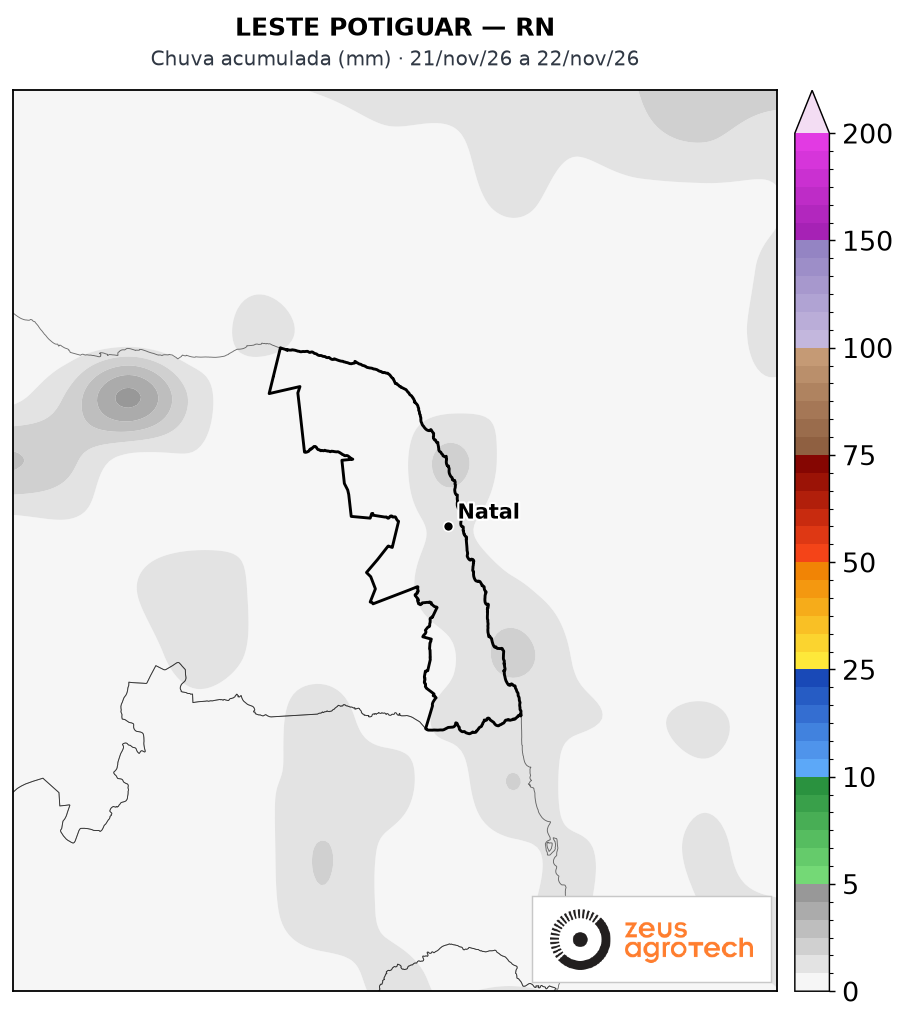 LESTE POTIGUAR — RN
Chuva acumulada (mm) · 21/nov/26 a 22/nov/26
200
150
100
75
50
25
10
5
0
Natal
zeus
agrotech